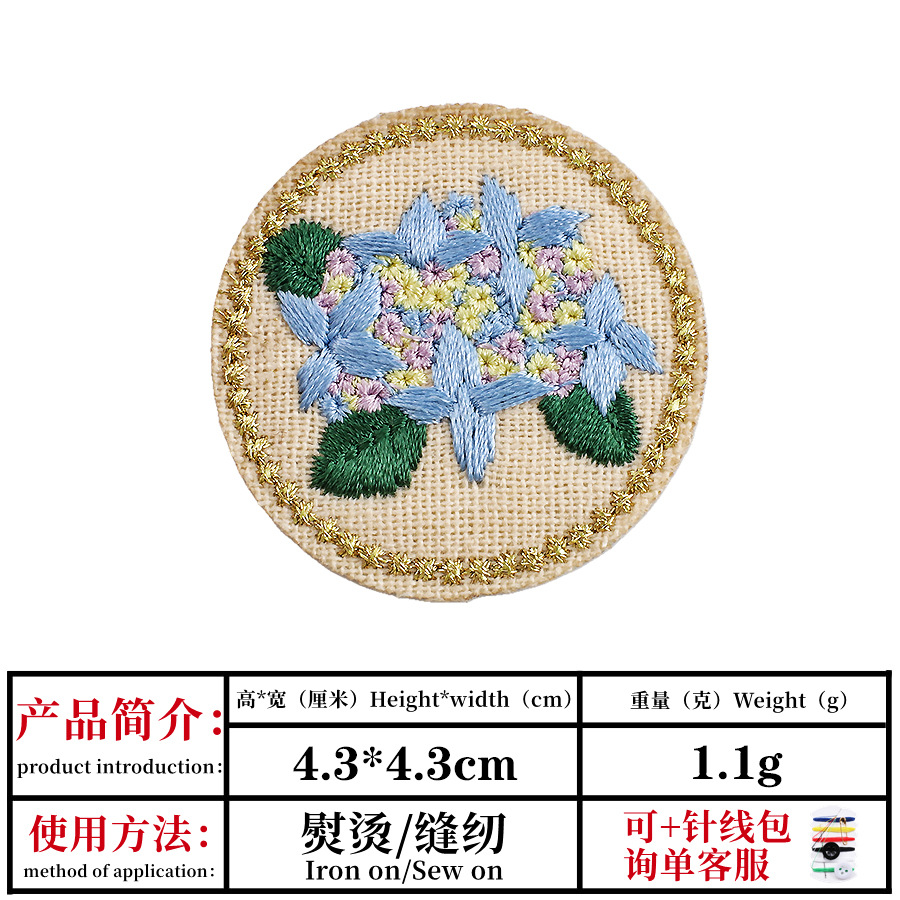 产品简介：
product introduction：
高*宽（厘米）Height*width（cm）
重量（克）Weight（g）
4.3*4.3cm
1.1g
使用方法：
method of application：
熨烫/缝纫
Iron on/Sew on
可+针线包
询单客服